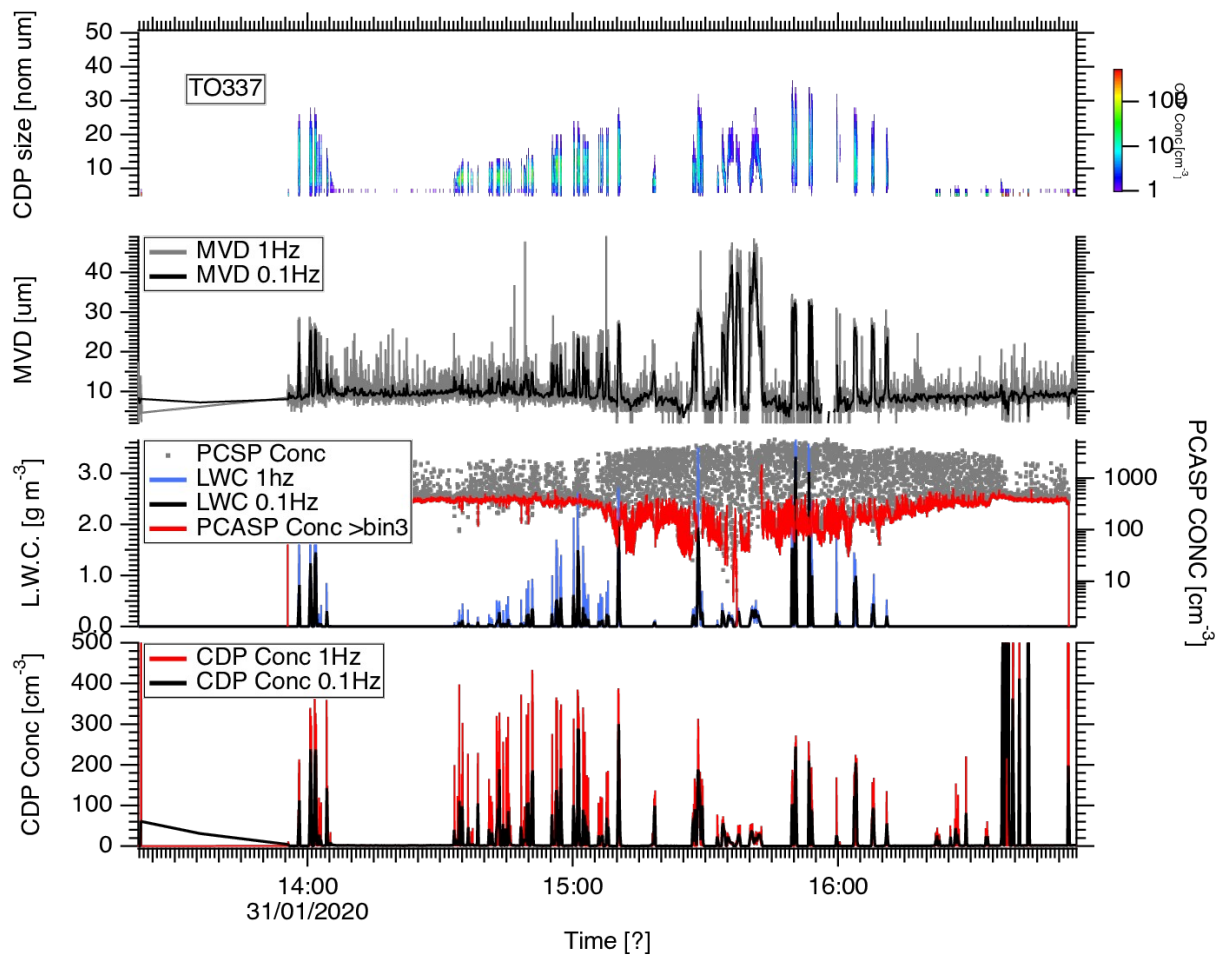 CDP size [nom um]
50
40
30
20
10
TO337
100
10
1
CDP Conc [cm-3]
MVD [um]
40
30
20
10
MVD 1Hz
MVD 0.1Hz
L.W.C. [g m-3]
3.0
2.0
1.0
0.0
PCSP Conc
LWC 1hz
LWC 0.1Hz
PCASP Conc >bin3
1000
100
10
PCASP CONC [cm-3]
CDP Conc [cm-3]
500
400
300
200
100
0
CDP Conc 1Hz
CDP Conc 0.1Hz
14:00 15:00 16:00
31/01/2020
Time [?]